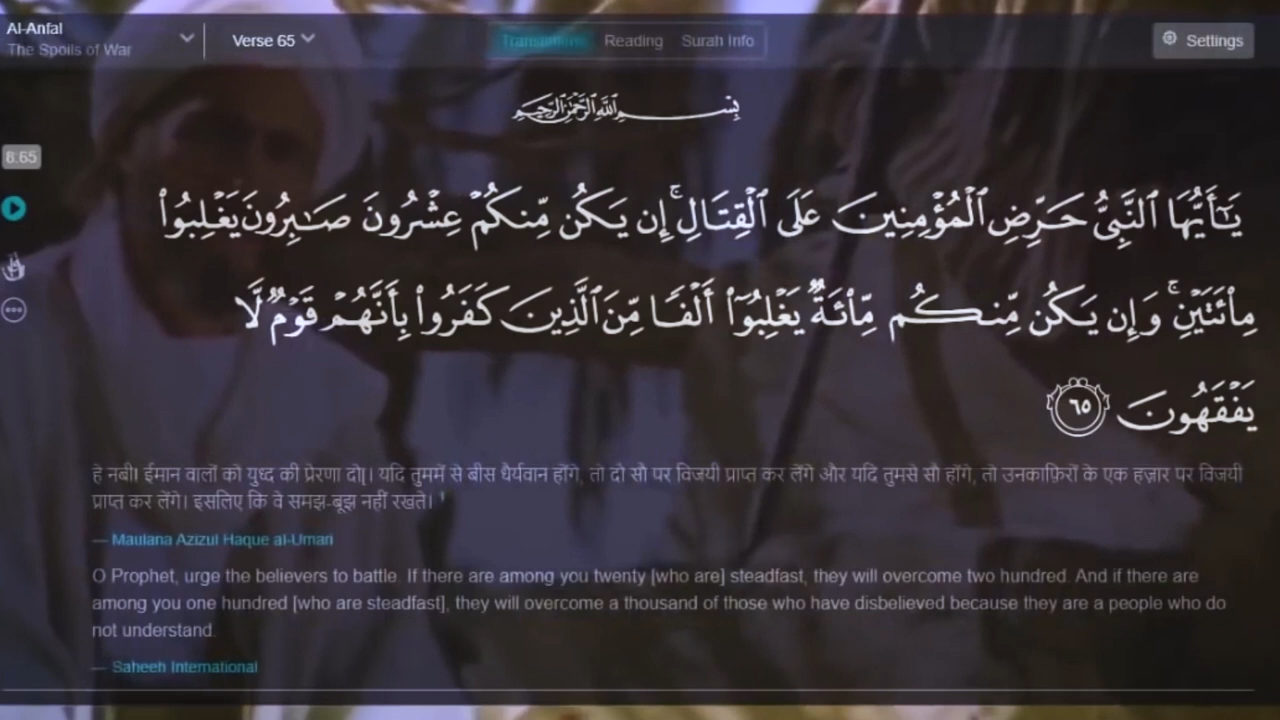 Al-Anfal
The Spoils of War
Verse 65
Translations Reading Surah Info
Settings
بِسْمِ اللَّهِ الرَّحْمَٰنِ الرَّحِيمِ
8:65
يَـٰٓأَيُّهَا ٱلنَّبِىُّ حَرِّضِ ٱلْمُؤْمِنِينَ عَلَى ٱلْقِتَالِ ۚ إِن يَكُن مِّنكُمْ عِشْرُونَ صَـٰبِرُونَ يَغْلِبُوا۟
مِا۟ئَتَيْنِ ۚ وَإِن يَكُن مِّنكُم مِّا۟ئَةٌ يَغْلِبُوٓا۟ أَلْفًا مِّنَ ٱلَّذِينَ كَفَرُوا۟ بِأَنَّهُمْ قَوْمٌ لَّا
يَفْقَهُونَ ٦٥
हे नबी! ईमान वालों को युध्द की प्रेरणा दो|। यदि तुममें से बीस धैर्यवान होंगे, तो दो सौ पर विजयी प्राप्त कर लेंगे और यदि तुमसे सौ होंगे, तो उनकाफ़िरों के एक हज़ार पर विजयी
प्राप्त कर लेंगे। इसलिए कि वे समझ-बूझ नहीं रखते। ¹
— Maulana Azizul Haque al-Umari
O Prophet, urge the believers to battle. If there are among you twenty [who are] steadfast, they will overcome two hundred. And if there are
among you one hundred [who are steadfast], they will overcome a thousand of those who have disbelieved because they are a people who do
not understand.
— Saheeh International